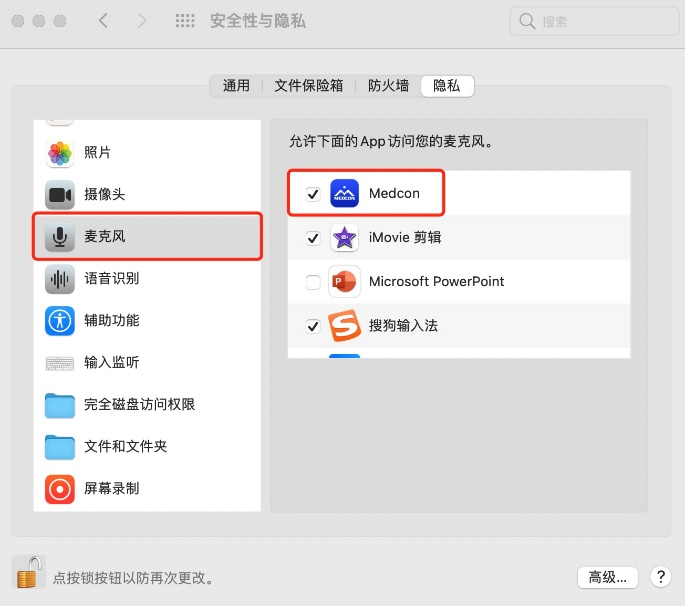 安全性与隐私
搜索
通用 文件保险箱 防火墙 隐私
照片
摄像头
麦克风
语音识别
辅助功能
输入监听
完全磁盘访问权限
文件和文件夹
屏幕录制
允许下面的App访问您的麦克风。
MEDCON
Medcon
iMovie 剪辑
P
Microsoft PowerPoint
S
搜狗输入法
点按锁按钮以防再次更改。
高级...
?